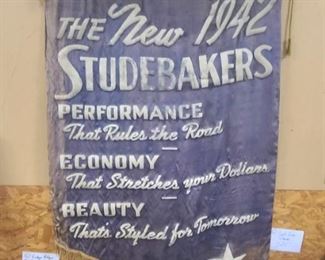 THE New 1942
STUDEBAKERS
PERFORMANCE
That Rules the Road
ECONOMY
That Stretches your Dollars
BEAUTY
That's Styled for Tomorrow